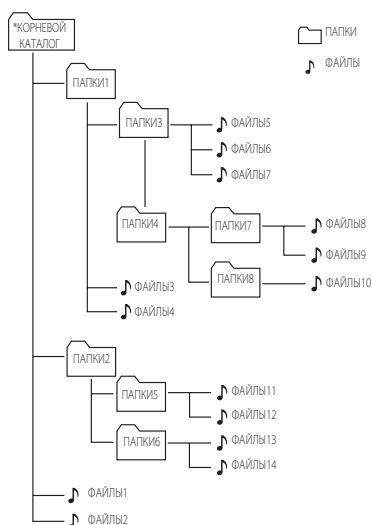 *КОРНЕВОЙ
КАТАЛОГ
ПАПКИ
ФАЙЛЫ
ПАПКИ1
ПАПКИ3
ФАЙЛЫ5
ФАЙЛЫ6
ФАЙЛЫ7
ПАПКИ4
ПАПКИ7
ФАЙЛЫ8
ФАЙЛЫ9
ПАПКИ8
ФАЙЛЫ10
ФАЙЛЫ3
ФАЙЛЫ4
ПАПКИ2
ПАПКИ5
ФАЙЛЫ11
ФАЙЛЫ12
ПАПКИ6
ФАЙЛЫ13
ФАЙЛЫ14
ФАЙЛЫ1
ФАЙЛЫ2